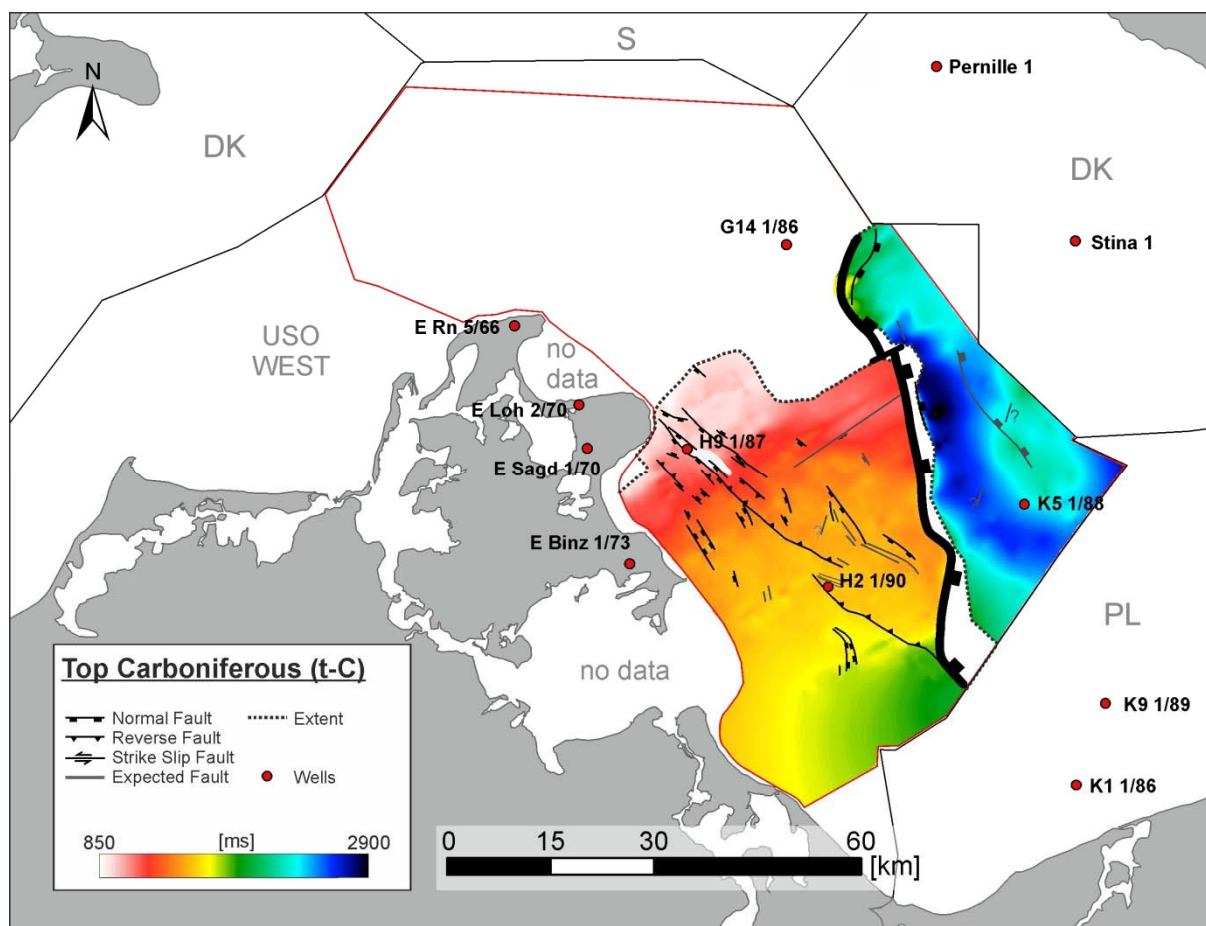 S
Pernille 1
N
DK
DK
G14 1/86
Stina 1
E Rn 5/66
USO
WEST
no
data
E Loh 2/70
H9 1/87
E Sagd 1/70
K5 1/88
?
?
?
E Binz 1/73
H2 1/90
PL
no data
Top Carboniferous (t-C)
Normal Fault
Extent
Reverse Fault
Strike Slip Fault
Expected Fault
Wells
K9 1/89
K1 1/86
850 [ms] 2900
0 15 30 60
[km]